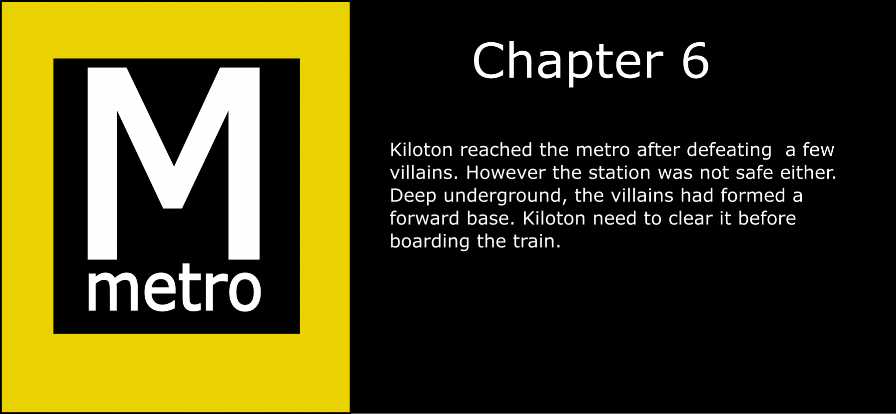 M
metro
Chapter 6
Kiloton reached the metro after defeating  a few
villains. However the station was not safe either.
Deep underground, the villains had formed a
forward base. Kiloton need to clear it before
boarding the train.